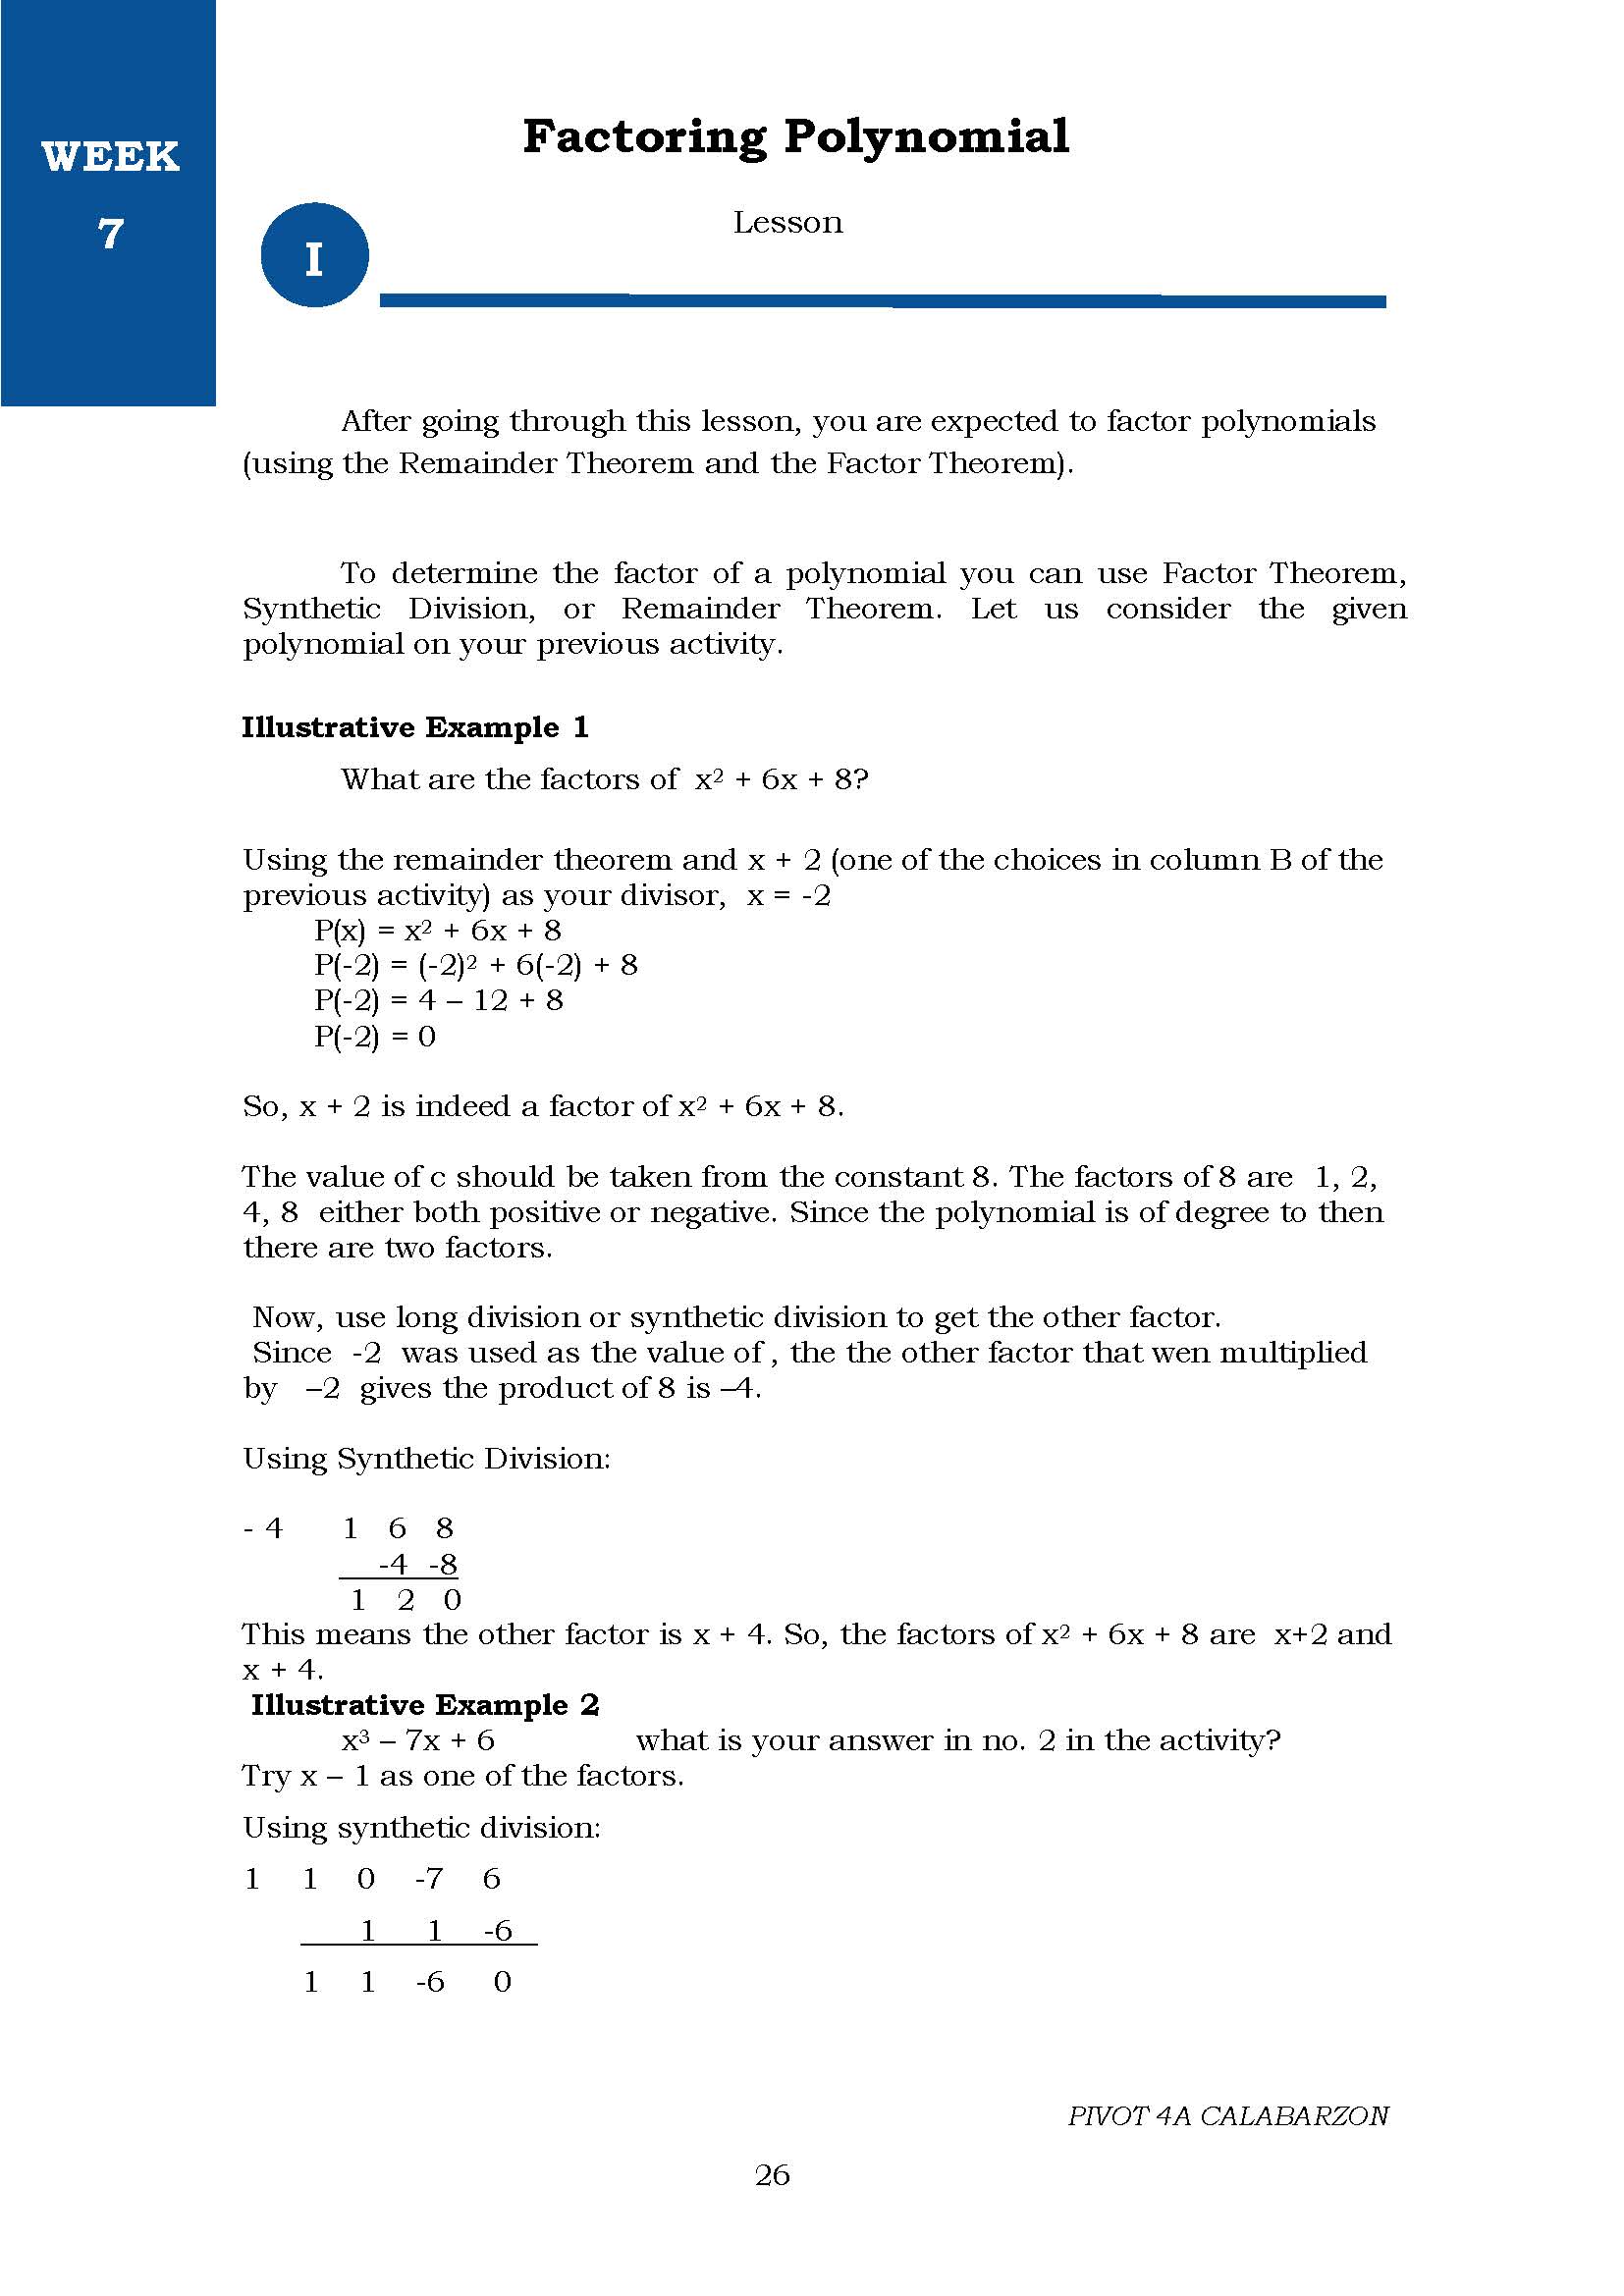 WEEK
7
Factoring Polynomial
Lesson
I
After going through this lesson, you are expected to factor polynomials
(using the Remainder Theorem and the Factor Theorem).
To determine the factor of a polynomial you can use Factor Theorem,
Synthetic Division, or Remainder Theorem. Let us consider the given
polynomial on your previous activity.
Illustrative Example 1
What are the factors of x² + 6x + 8?
Using the remainder theorem and x + 2 (one of the choices in column B of the
previous activity) as your divisor, x = -2
P(x) = x² + 6x + 8
P(-2) = (-2)² + 6(-2) + 8
P(-2) = 4 – 12 + 8
P(-2) = 0
So, x + 2 is indeed a factor of x² + 6x + 8.
The value of c should be taken from the constant 8. The factors of 8 are 1, 2,
4, 8 either both positive or negative. Since the polynomial is of degree to then
there are two factors.
Now, use long division or synthetic division to get the other factor.
Since -2 was used as the value of , the the other factor that wen multiplied
by –2 gives the product of 8 is –4.
Using Synthetic Division:
- 4 1 6 8
-4 -8
1 2 0
This means the other factor is x + 4. So, the factors of x² + 6x + 8 are x+2 and
x + 4.
Illustrative Example 2
x³ – 7x + 6 what is your answer in no. 2 in the activity?
Try x – 1 as one of the factors.
Using synthetic division:
1 1 0 -7 6
1 1 -6
1 1 -6 0
PIVOT 4A CALABARZON
26